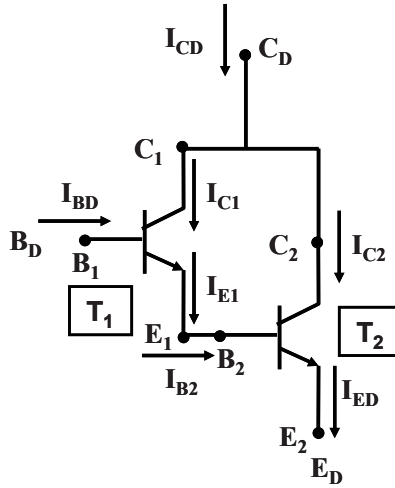 I_CD
C_D
C_1
I_BD
I_C1
B_D
B_1
C_2
I_C2
I_E1
T_1
E_1
T_2
B_2
I_B2
I_ED
E_2
E_D